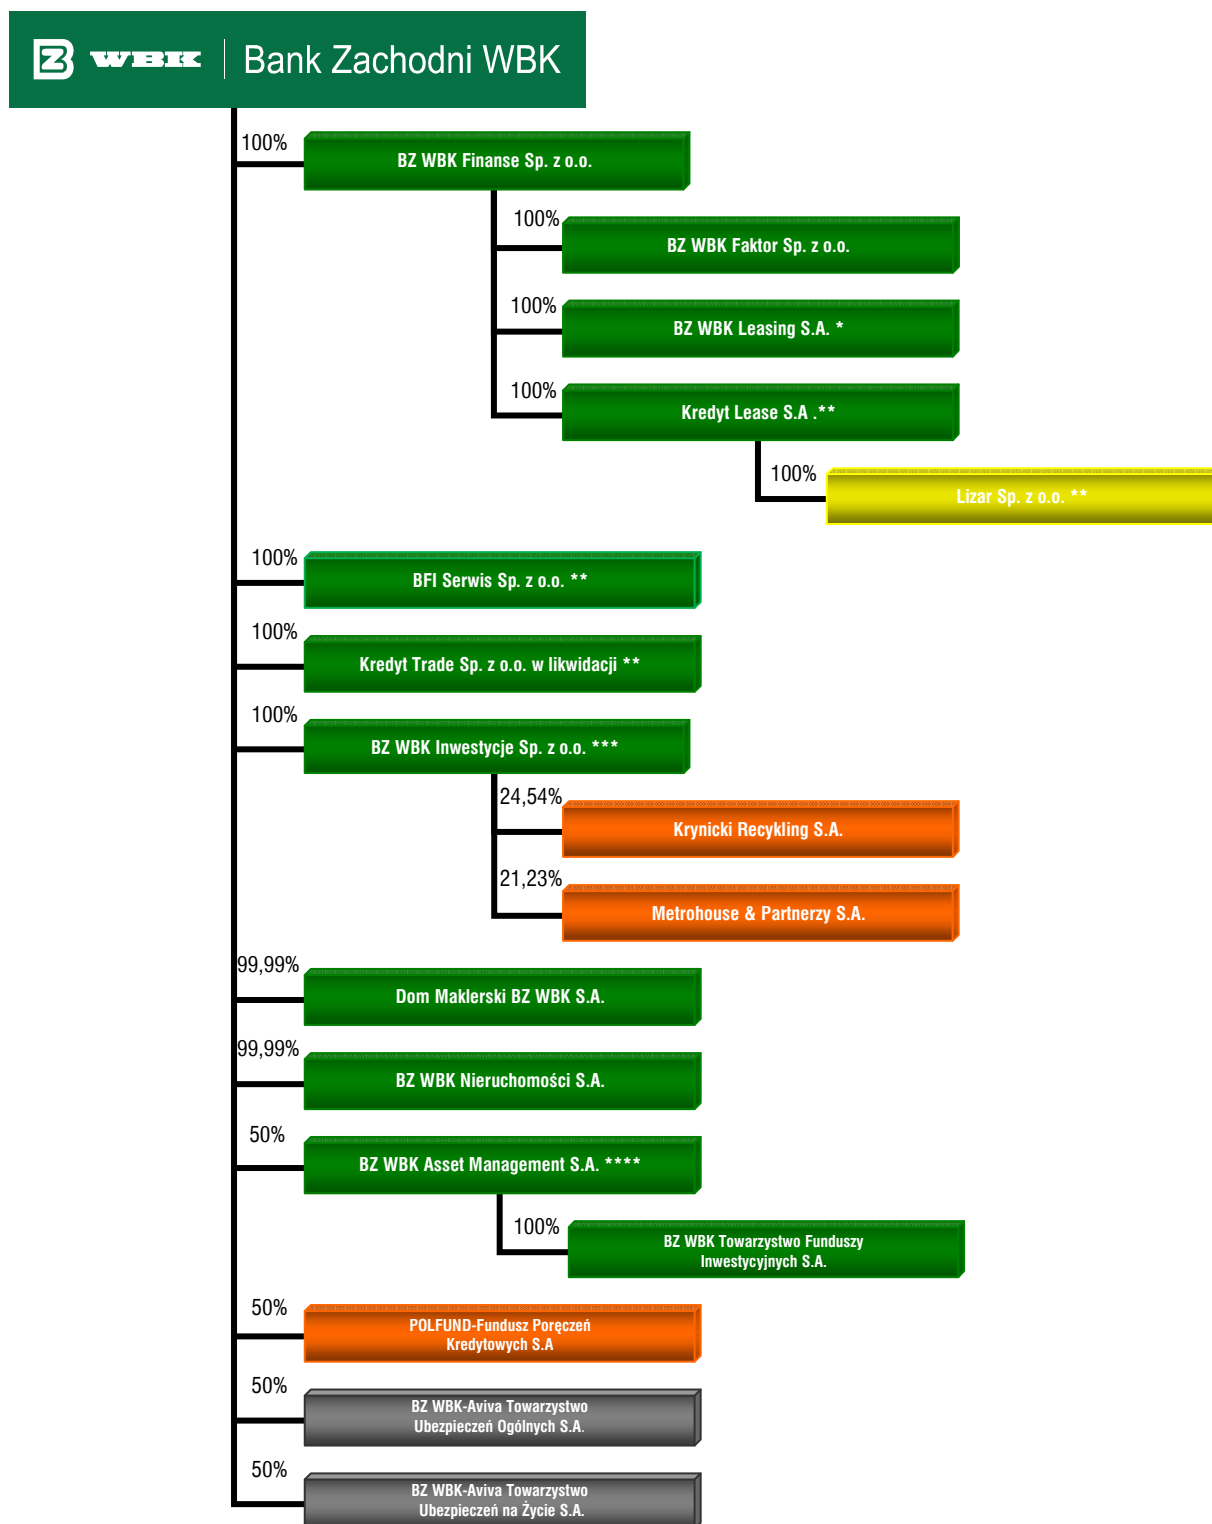 BZ WBK | Bank Zachodni WBK
100%
BZ WBK Finanse Sp. z o.o.
100%
BZ WBK Faktor Sp. z o.o.
100%
BZ WBK Leasing S.A. *
100%
Kredyt Lease S.A .**
100%
Lizar Sp. z o.o. **
100%
BFI Serwis Sp. z o.o. **
100%
Kredyt Trade Sp. z o.o. w likwidacji **
100%
BZ WBK Inwestycje Sp. z o.o. ***
24,54%
Krynicki Recykling S.A.
21,23%
Metrohouse & Partnerzy S.A.
99,99%
Dom Maklerski BZ WBK S.A.
99,99%
BZ WBK Nieruchomości S.A.
50%
BZ WBK Asset Management S.A. ****
100%
BZ WBK Towarzystwo Funduszy
Inwestycyjnych S.A.
50%
POLFUND-Fundusz Poręczeń
Kredytowych S.A
50%
BZ WBK-Aviva Towarzystwo
Ubezpieczeń Ogólnych S.A.
50%
BZ WBK-Aviva Towarzystwo
Ubezpieczeń na Życie S.A.